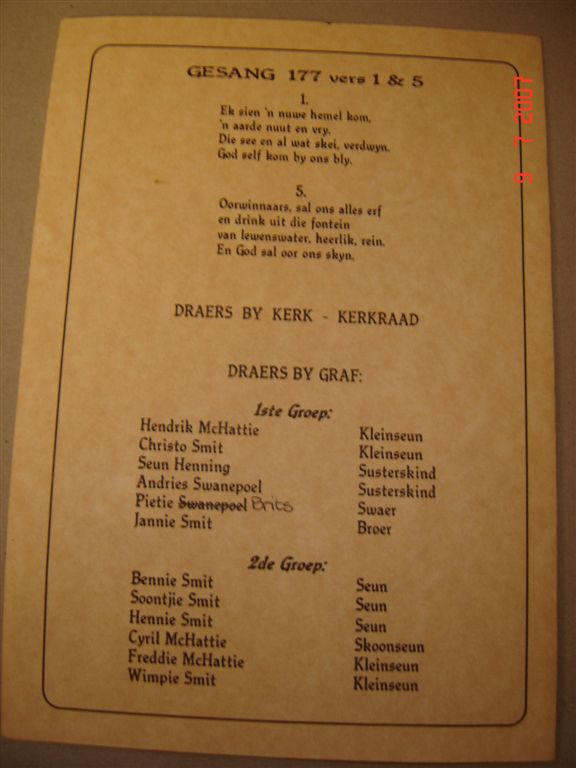 GESANG 177 vers 1 & 5
1.
Ek sien 'n nuwe hemel kom,
'n aarde nuut en vry.
Die see en al wat skei, verdwyn.
God self kom by ons bly.
5.
Oorwinnaars, sal ons alles erf
en drink uit die fontein
van lewenswater, heerlik, rein.
En God sal oor ons skyn.
DRAERS BY KERK - KERKRAAD
DRAERS BY GRAF:
1ste Groep:
Hendrik McHattie Kleinseun
Christo Smit Kleinseun
Seun Henning Susterskind
Andries Swanepoel Susterskind
Pietie Swanepoel Brits Swaer
Jannie Smit Broer
2de Groep:
Bennie Smit Seun
Soontjie Smit Seun
Hennie Smit Seun
Cyril McHattie Skoonseun
Freddie McHattie Kleinseun
Wimpie Smit Kleinseun
9 7 2007